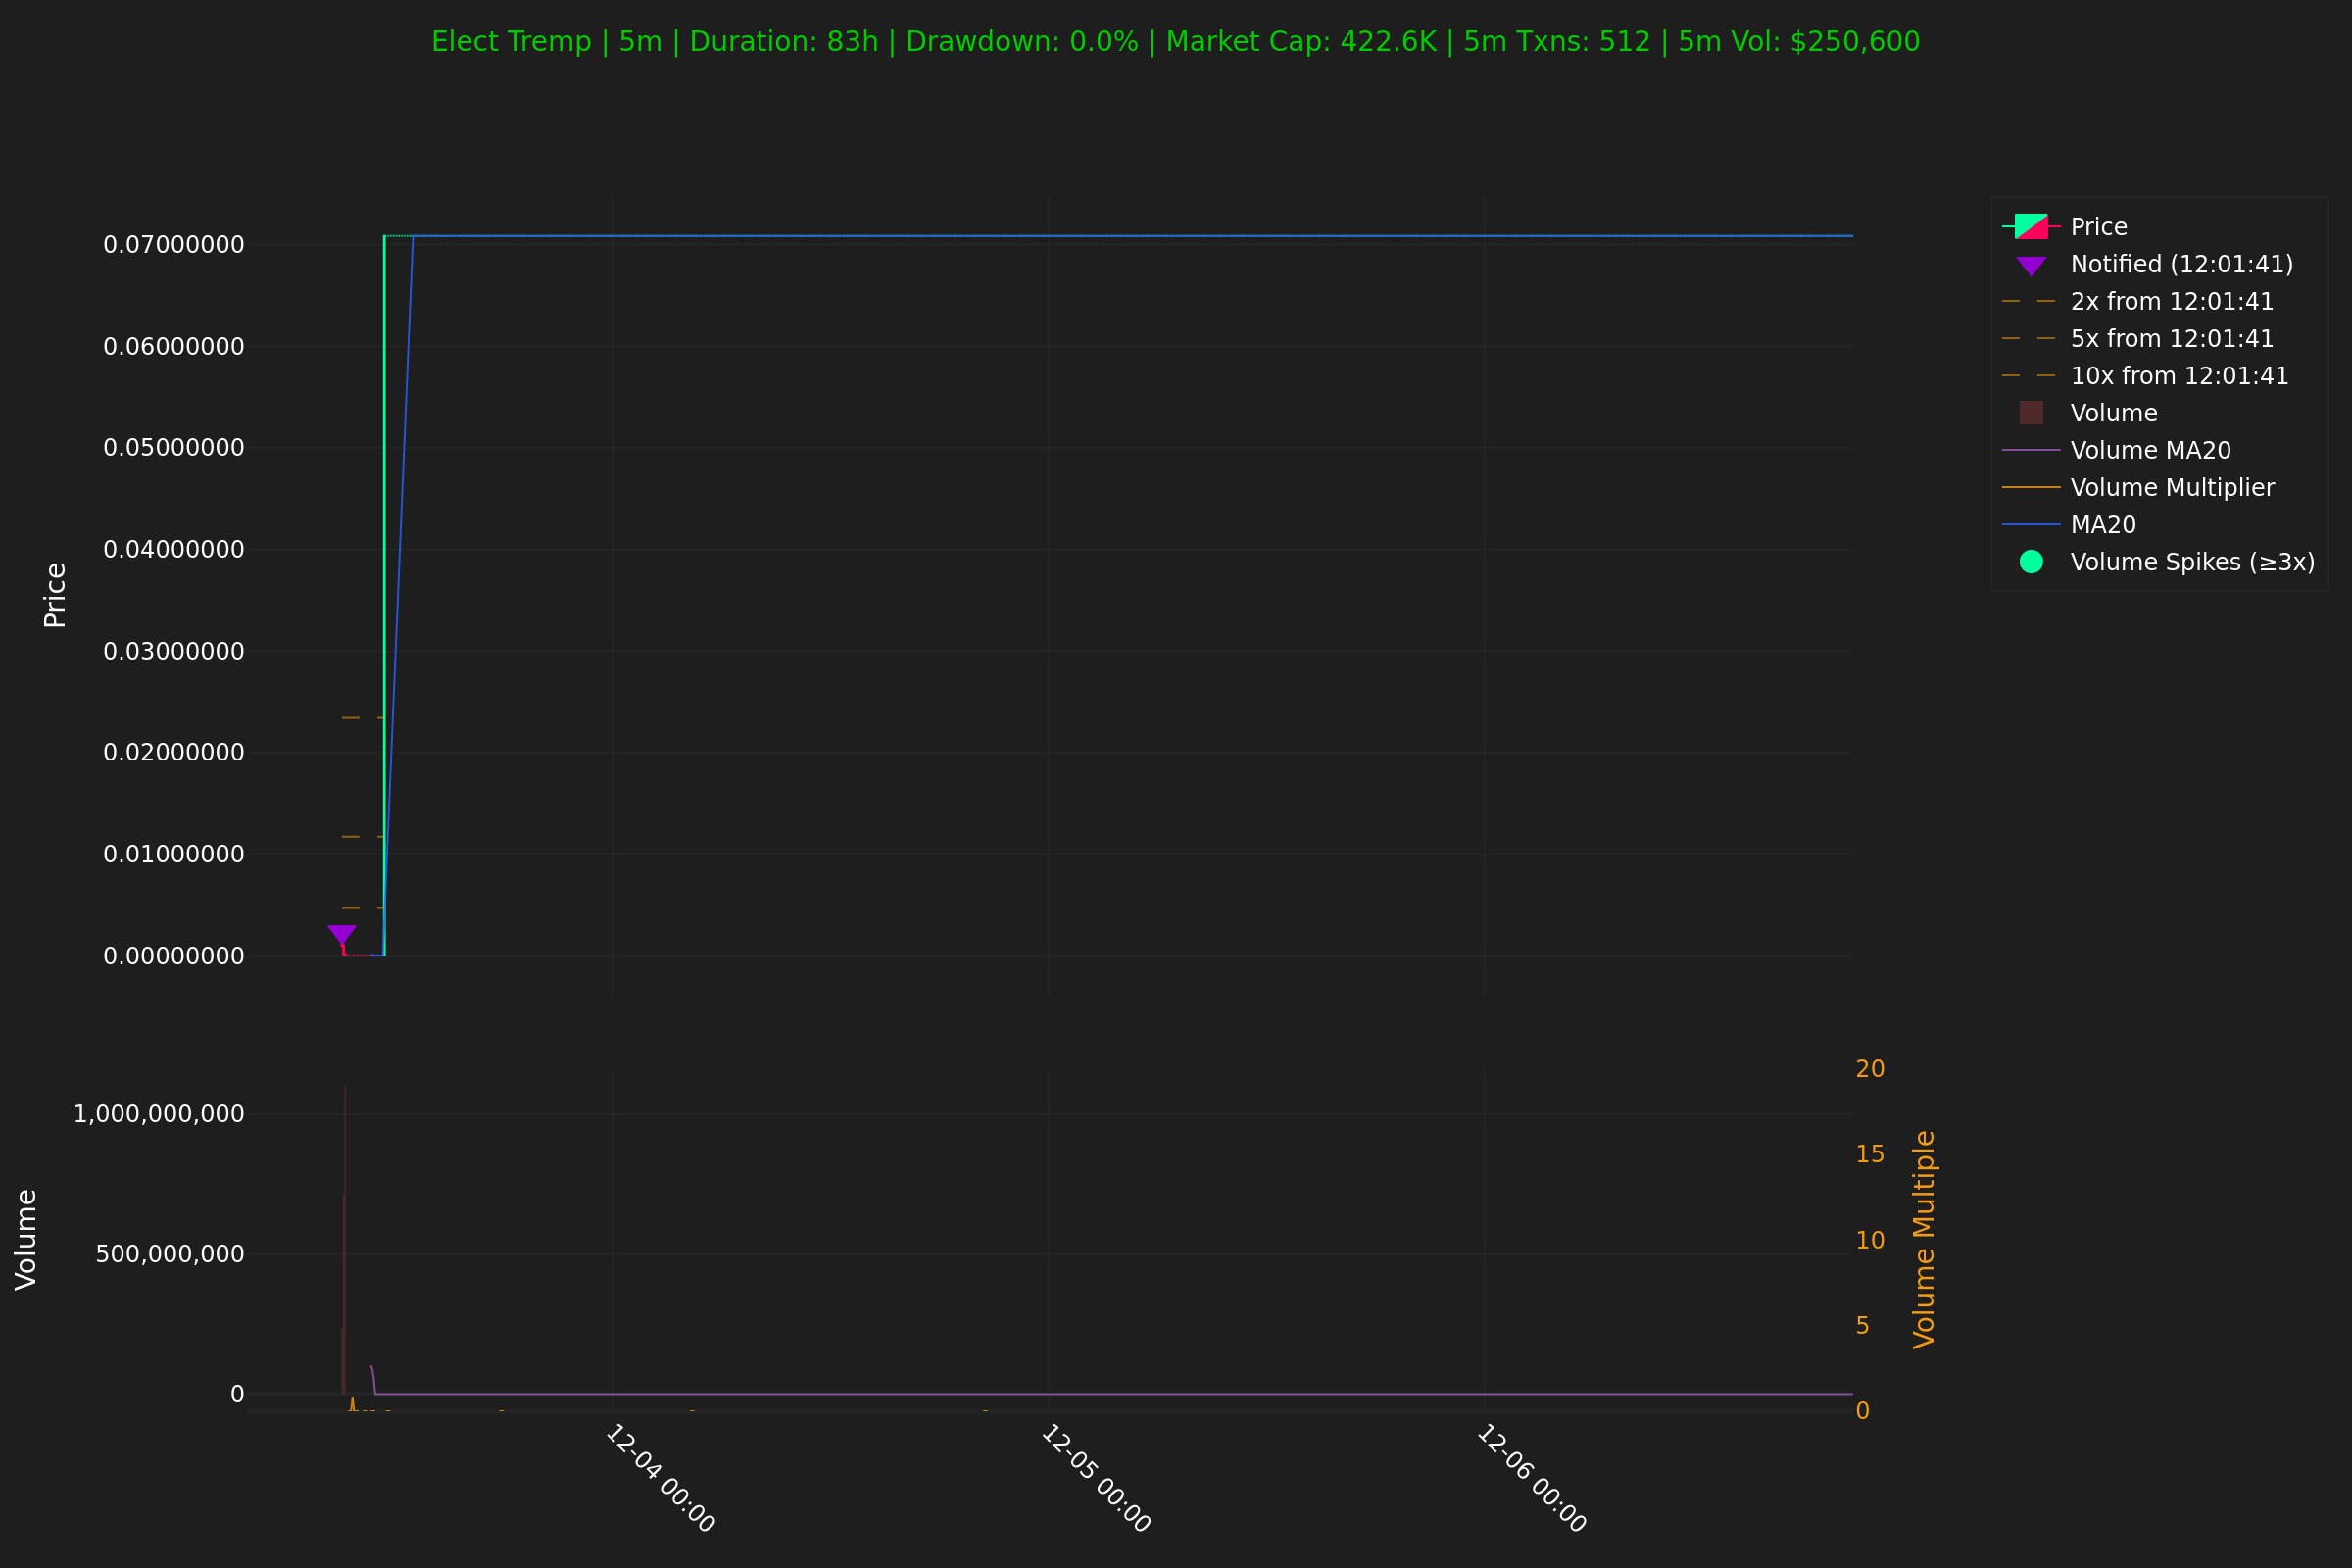 Elect Tremp | 5m | Duration: 83h | Drawdown: 0.0% | Market Cap: 422.6K | 5m Txns: 512 | 5m Vol: $250,600
Price
0.07000000
0.06000000
0.05000000
0.04000000
0.03000000
0.02000000
0.01000000
0.00000000
Price
Notified (12:01:41)
2x from 12:01:41
5x from 12:01:41
10x from 12:01:41
Volume
Volume MA20
Volume Multiplier
MA20
Volume Spikes (≥3x)
Volume
1,000,000,000
500,000,000
0
20
15
10
5
0
Volume Multiple
12-04 00:00
12-05 00:00
12-06 00:00